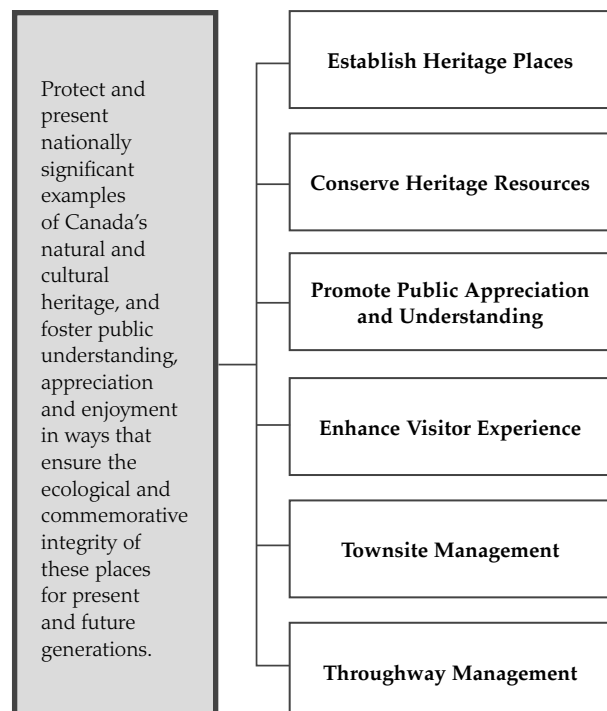 Protect and
present
nationally
significant
examples
of Canada's
natural and
cultural
heritage, and
foster public
understanding,
appreciation
and enjoyment
in ways that
ensure the
ecological and
commemorative
integrity of
these places
for present
and future
generations.
Establish Heritage Places
Conserve Heritage Resources
Promote Public Appreciation
and Understanding
Enhance Visitor Experience
Townsite Management
Throughway Management